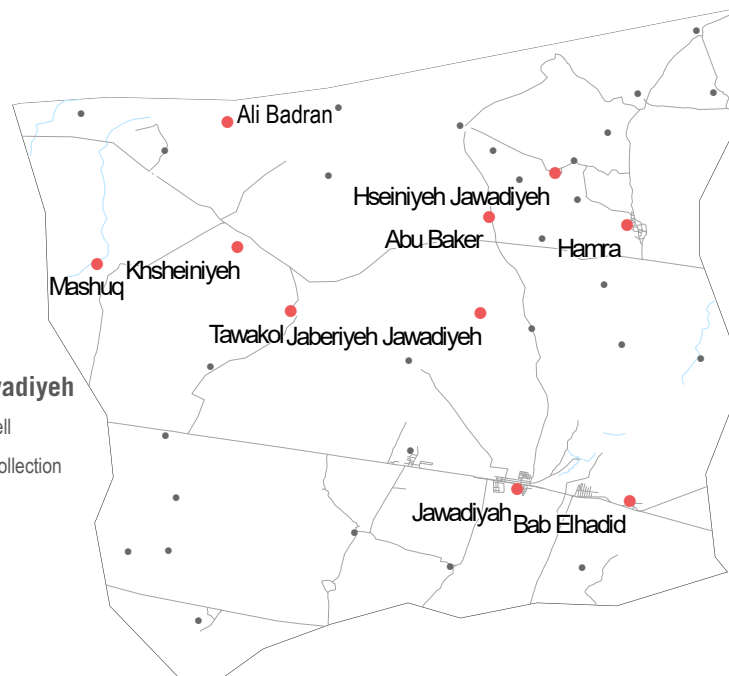 Ali Badran
Hseiniyeh Jawadiyeh
Abu Baker
Hamra
Khsheiniyeh
Mashuq
Tawakol
Jaberiyeh Jawadiyeh
adiyeh
ell
ollection
Jawadiyah
Bab Elhadid